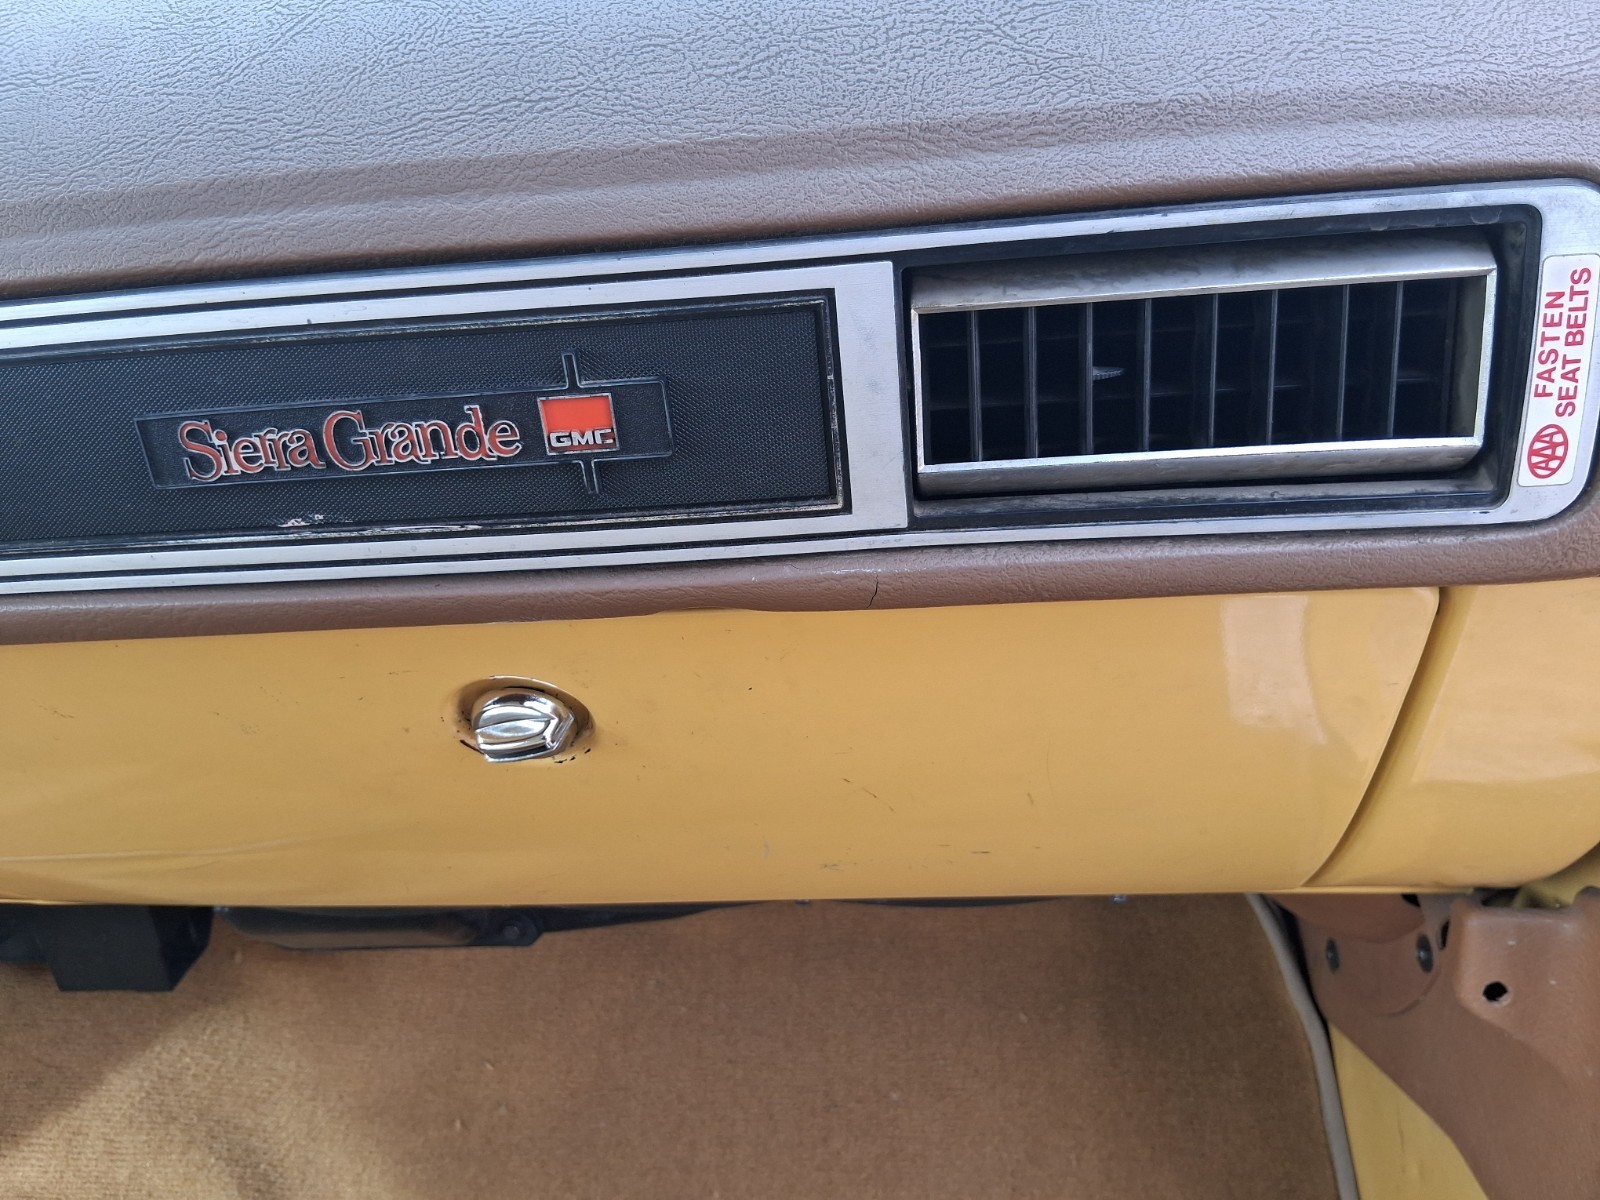 Sierra Grande
GMC
FASTEN
SEAT BELTS
AAA